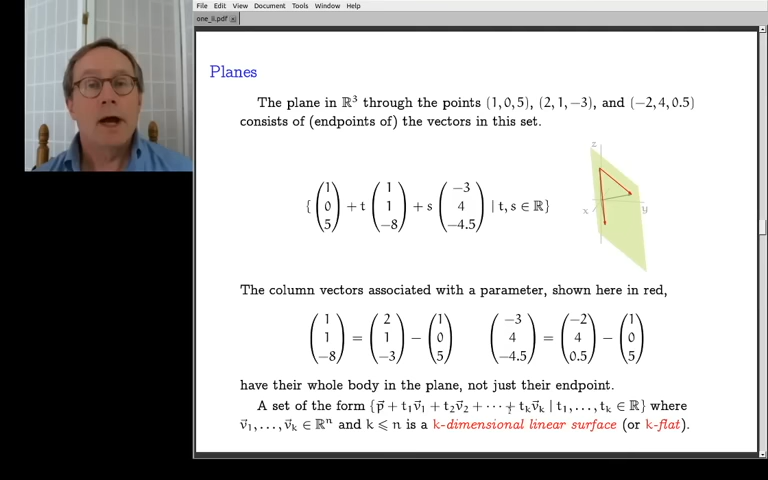 File Edit View Document Tools Window Help
one_ii.pdf
Planes
The plane in ℝ³ through the points (1, 0, 5), (2, 1, −3), and (−2, 4, 0.5)
consists of (endpoints of) the vectors in this set.
{ (1 0 5) + t (1 1 −8) + s (−3 4 −4.5) | t, s ∈ ℝ}
z
x
y
The column vectors associated with a parameter, shown here in red,
(1 1 −8) = (2 1 −3) − (1 0 5) (−3 4 −4.5) = (−2 4 0.5) − (1 0 5)
have their whole body in the plane, not just their endpoint.
A set of the form {p⃗ + t₁v⃗₁ + t₂v⃗₂ + ··· + tₖv⃗ₖ | t₁, ..., tₖ ∈ ℝ} where
v⃗₁, ..., v⃗ₖ ∈ ℝⁿ and k ⩽ n is a k-dimensional linear surface (or k-flat).